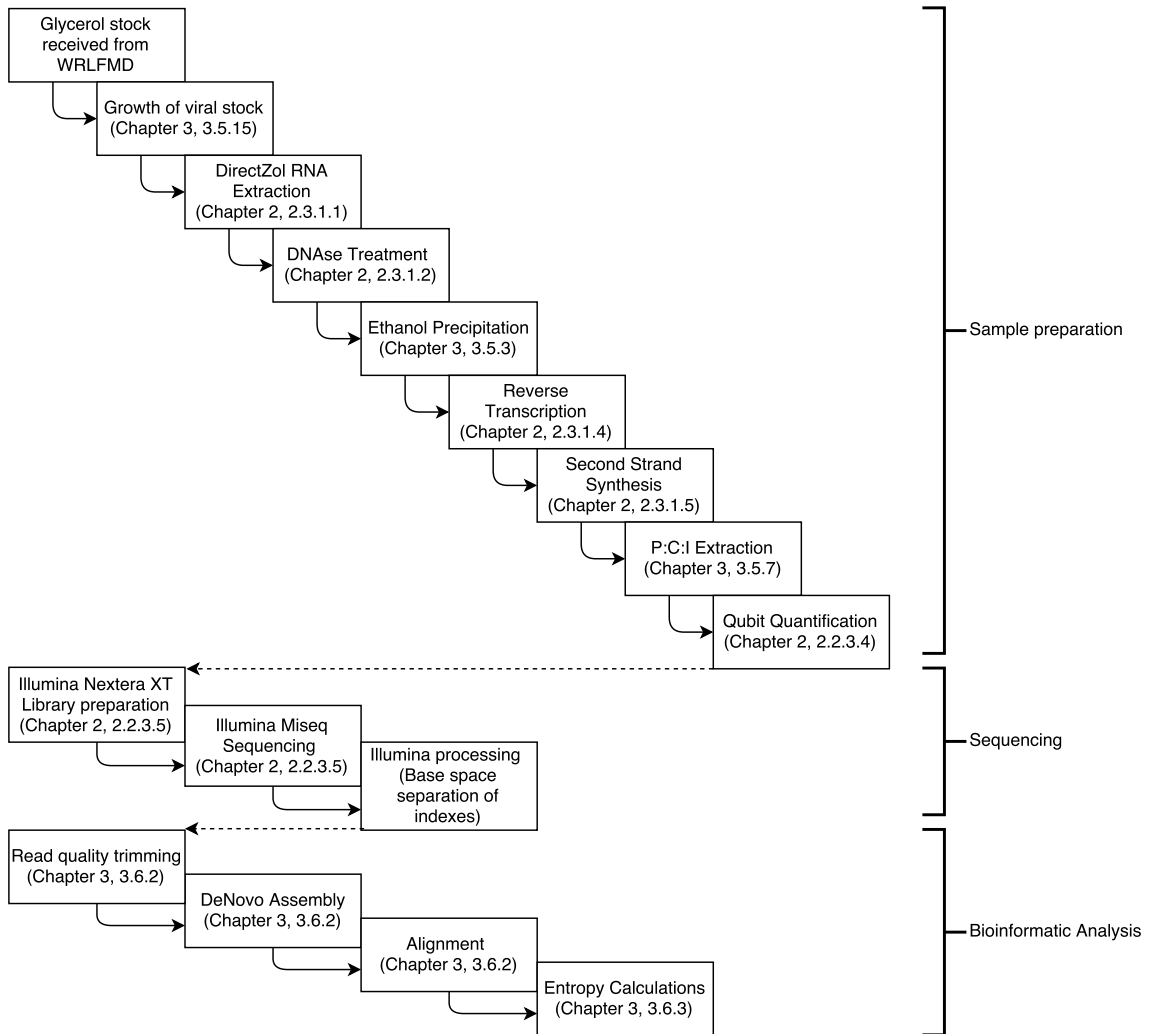 Glycerol stock
received from
WRLFMD
Growth of viral stock
(Chapter 3, 3.5.15)
DirectZol RNA
Extraction
(Chapter 2, 2.3.1.1)
DNAse Treatment
(Chapter 2, 2.3.1.2)
Ethanol Precipitation
(Chapter 3, 3.5.3)
Reverse
Transcription
(Chapter 2, 2.3.1.4)
Second Strand
Synthesis
(Chapter 2, 2.3.1.5)
P:C:I Extraction
(Chapter 3, 3.5.7)
Qubit Quantification
(Chapter 2, 2.2.3.4)
Sample preparation
Illumina Nextera XT
Library preparation
(Chapter 2, 2.2.3.5)
Illumina Miseq
Sequencing
(Chapter 2, 2.2.3.5)
Illumina processing
(Base space
separation of
indexes)
Sequencing
Read quality trimming
(Chapter 3, 3.6.2)
DeNovo Assembly
(Chapter 3, 3.6.2)
Alignment
(Chapter 3, 3.6.2)
Entropy Calculations
(Chapter 3, 3.6.3)
Bioinformatic Analysis